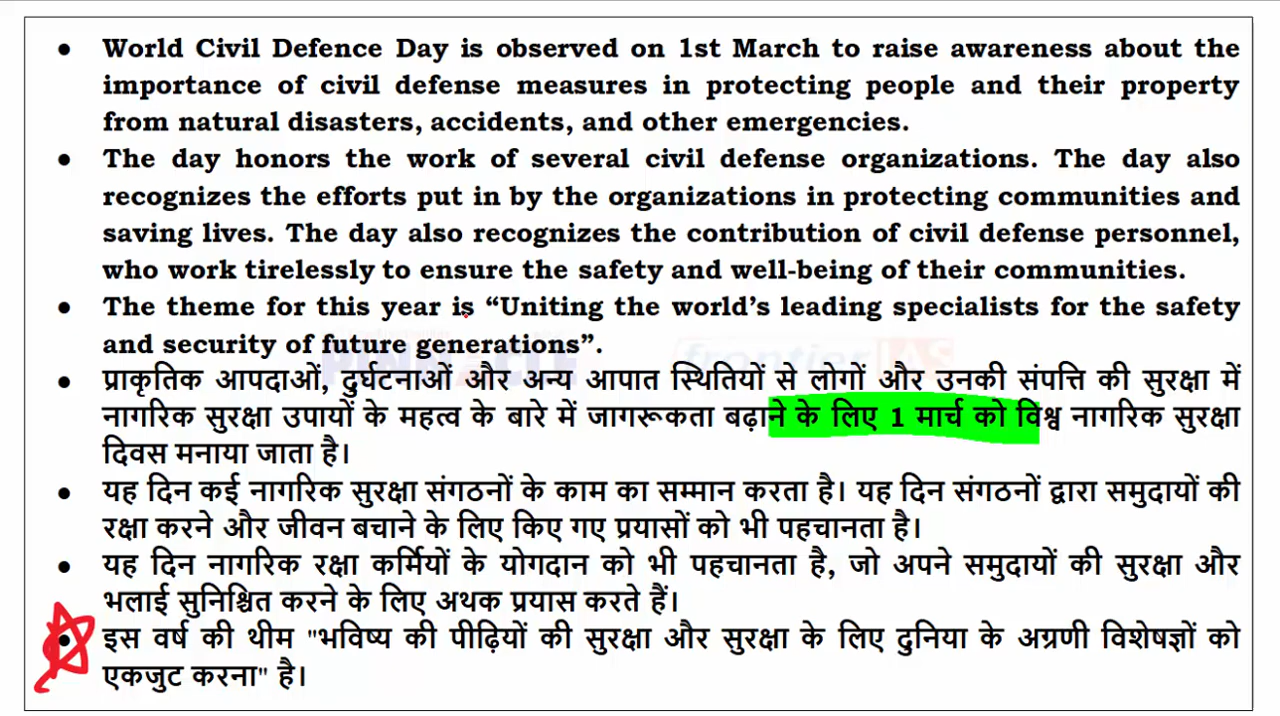 ● World Civil Defence Day is observed on 1st March to raise awareness about the
importance of civil defense measures in protecting people and their property
from natural disasters, accidents, and other emergencies.
● The day honors the work of several civil defense organizations. The day also
recognizes the efforts put in by the organizations in protecting communities and
saving lives. The day also recognizes the contribution of civil defense personnel,
who work tirelessly to ensure the safety and well-being of their communities.
● The theme for this year is “Uniting the world’s leading specialists for the safety
and security of future generations”.
PINNACLE frontier IAS
● प्राकृतिक आपदाओं, दुर्घटनाओं और अन्य आपात स्थितियों से लोगों और उनकी संपत्ति की सुरक्षा में
नागरिक सुरक्षा उपायों के महत्व के बारे में जागरूकता बढ़ाने के लिए 1 मार्च को विश्व नागरिक सुरक्षा
दिवस मनाया जाता है।
● यह दिन कई नागरिक सुरक्षा संगठनों के काम का सम्मान करता है। यह दिन संगठनों द्वारा समुदायों की
रक्षा करने और जीवन बचाने के लिए किए गए प्रयासों को भी पहचानता है।
● यह दिन नागरिक रक्षा कर्मियों के योगदान को भी पहचानता है, जो अपने समुदायों की सुरक्षा और
भलाई सुनिश्चित करने के लिए अथक प्रयास करते हैं।
● इस वर्ष की थीम "भविष्य की पीढ़ियों की सुरक्षा और सुरक्षा के लिए दुनिया के अग्रणी विशेषज्ञों को
एकजुट करना" है।